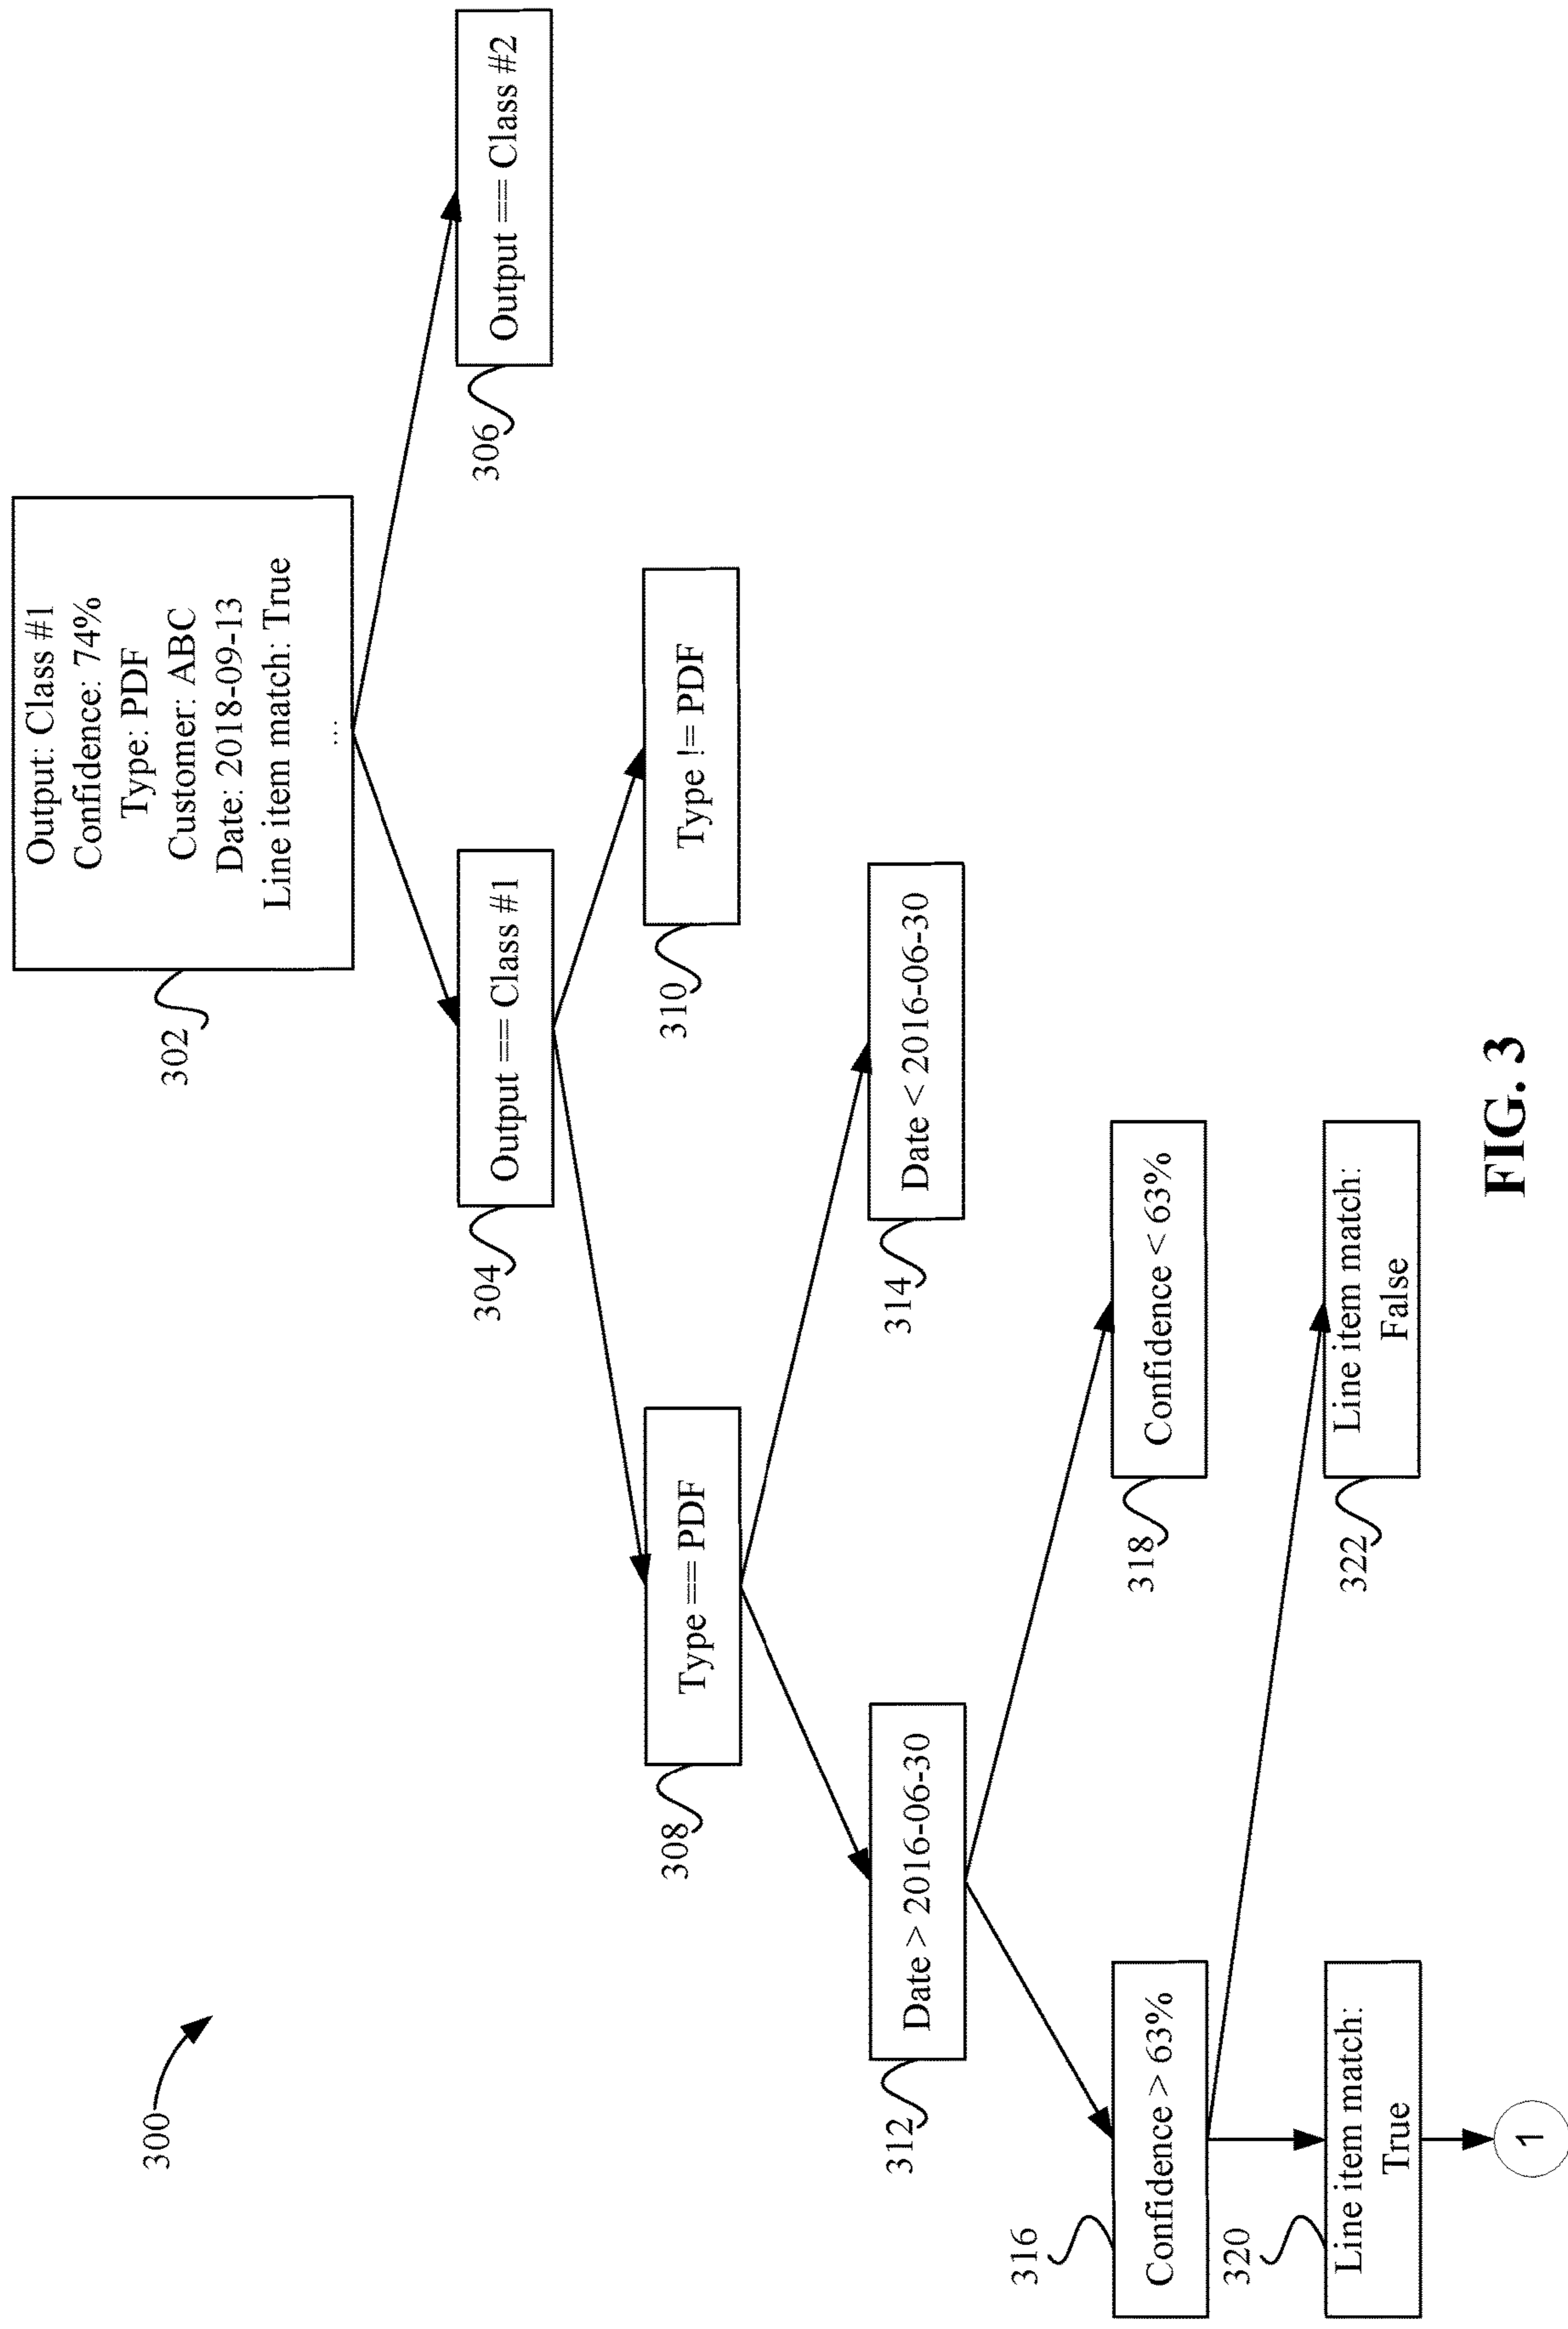 300
302
Output: Class #1
Confidence: 74%
Type: PDF
Customer: ABC
Date: 2018-09-13
Line item match: True
...
304
Output == Class #1
306
Output == Class #2
308
Type == PDF
310
Type != PDF
312
Date > 2016-06-30
314
Date < 2016-06-30
316
Confidence > 63%
318
Confidence < 63%
320
Line item match:
True
322
Line item match:
False
1
FIG. 3